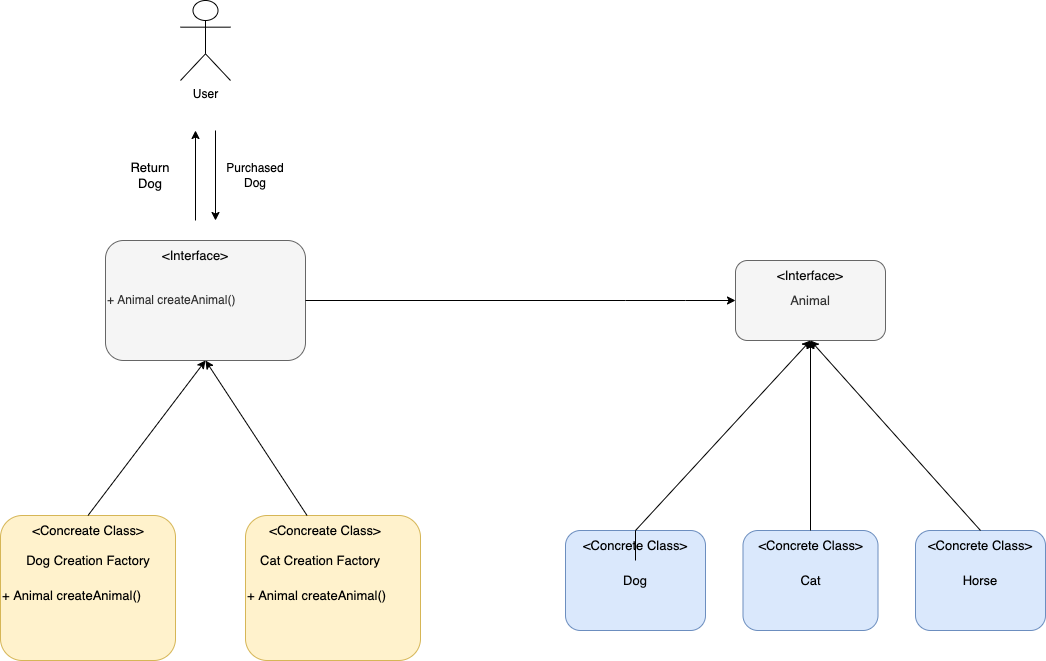 User
Return
Dog
Purchased
Dog
<Interface>
+ Animal createAnimal()
<Interface>
Animal
<Concreate Class>
Dog Creation Factory
+ Animal createAnimal()
<Concreate Class>
Cat Creation Factory
+ Animal createAnimal()
<Concrete Class>
Dog
<Concrete Class>
Cat
<Concrete Class>
Horse